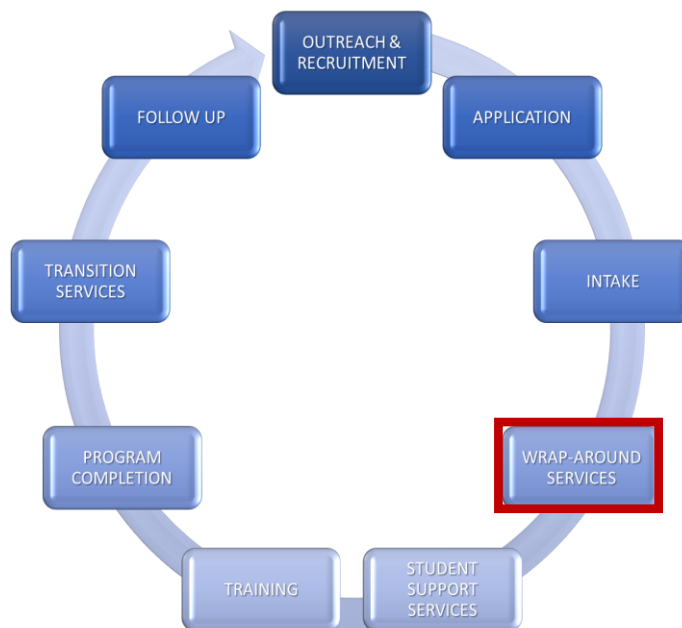 OUTREACH &
RECRUITMENT
APPLICATION
INTAKE
WRAP-AROUND
SERVICES
STUDENT
SUPPORT
SERVICES
TRAINING
PROGRAM
COMPLETION
TRANSITION
SERVICES
FOLLOW UP